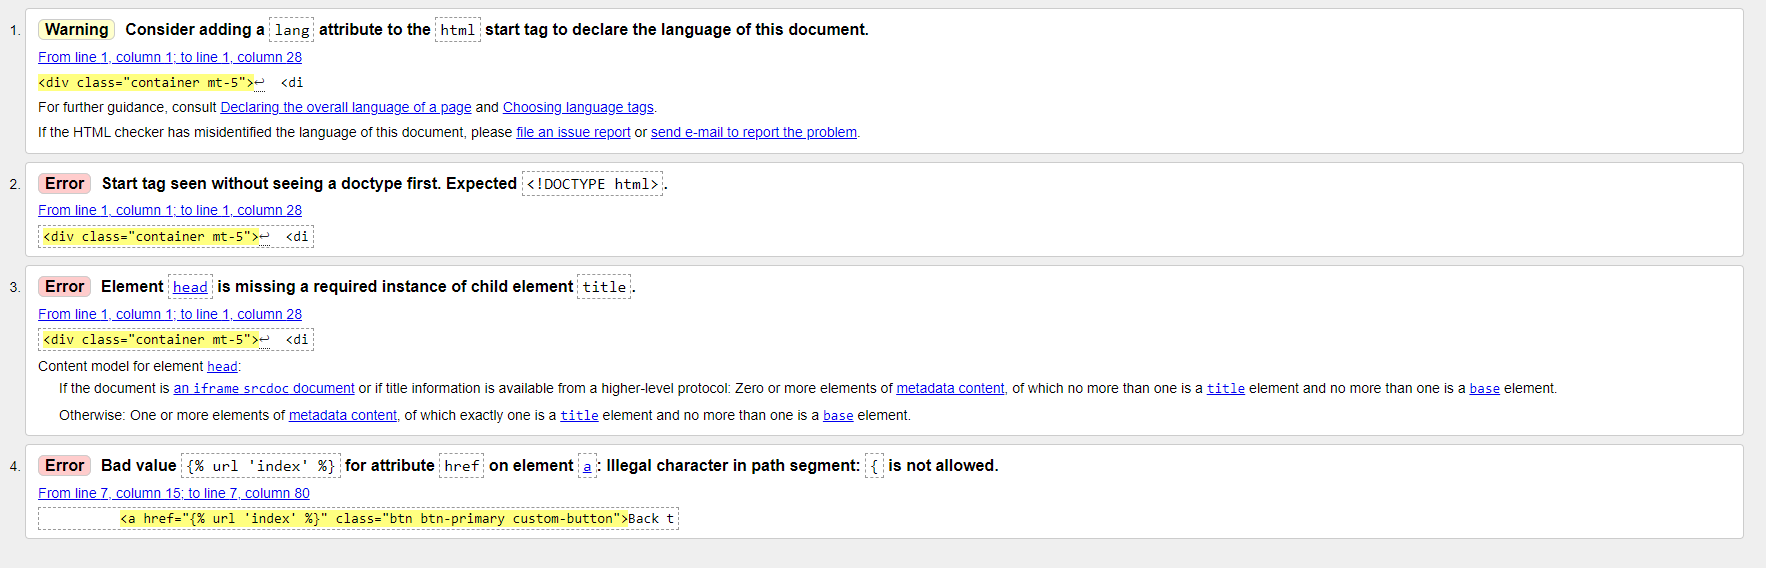 1. Warning Consider adding a lang attribute to the html start tag to declare the language of this document.
From line 1, column 1; to line 1, column 28
<div class="container mt-5">↩ <di
For further guidance, consult Declaring the overall language of a page and Choosing language tags.
If the HTML checker has misidentified the language of this document, please file an issue report or send e-mail to report the problem.
2. Error Start tag seen without seeing a doctype first. Expected <!DOCTYPE html>.
From line 1, column 1; to line 1, column 28
<div class="container mt-5">↩ <di
3. Error Element head is missing a required instance of child element title.
From line 1, column 1; to line 1, column 28
<div class="container mt-5">↩ <di
Content model for element head:
If the document is an iframe srcdoc document or if title information is available from a higher-level protocol: Zero or more elements of metadata content, of which no more than one is a title element and no more than one is a base element.
Otherwise: One or more elements of metadata content, of which exactly one is a title element and no more than one is a base element.
4. Error Bad value {% url 'index' %} for attribute href on element a: Illegal character in path segment: { is not allowed.
From line 7, column 15; to line 7, column 80
<a href="{% url 'index' %}" class="btn btn-primary custom-button">Back t